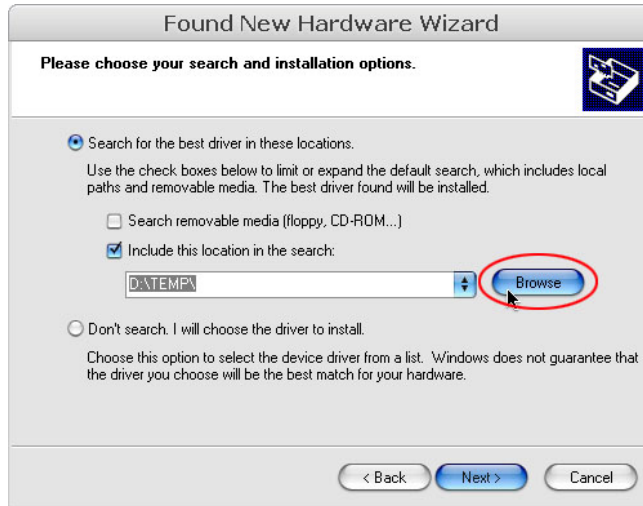 Found New Hardware Wizard
Please choose your search and installation options.
Search for the best driver in these locations.
Use the check boxes below to limit or expand the default search, which includes local
paths and removable media. The best driver found will be installed.
Search removable media (floppy, CD-ROM...)
Include this location in the search:
D:\TEMP\
Browse
Don't search. I will choose the driver to install.
Choose this option to select the device driver from a list. Windows does not guarantee that
the driver you choose will be the best match for your hardware.
< Back
Next >
Cancel